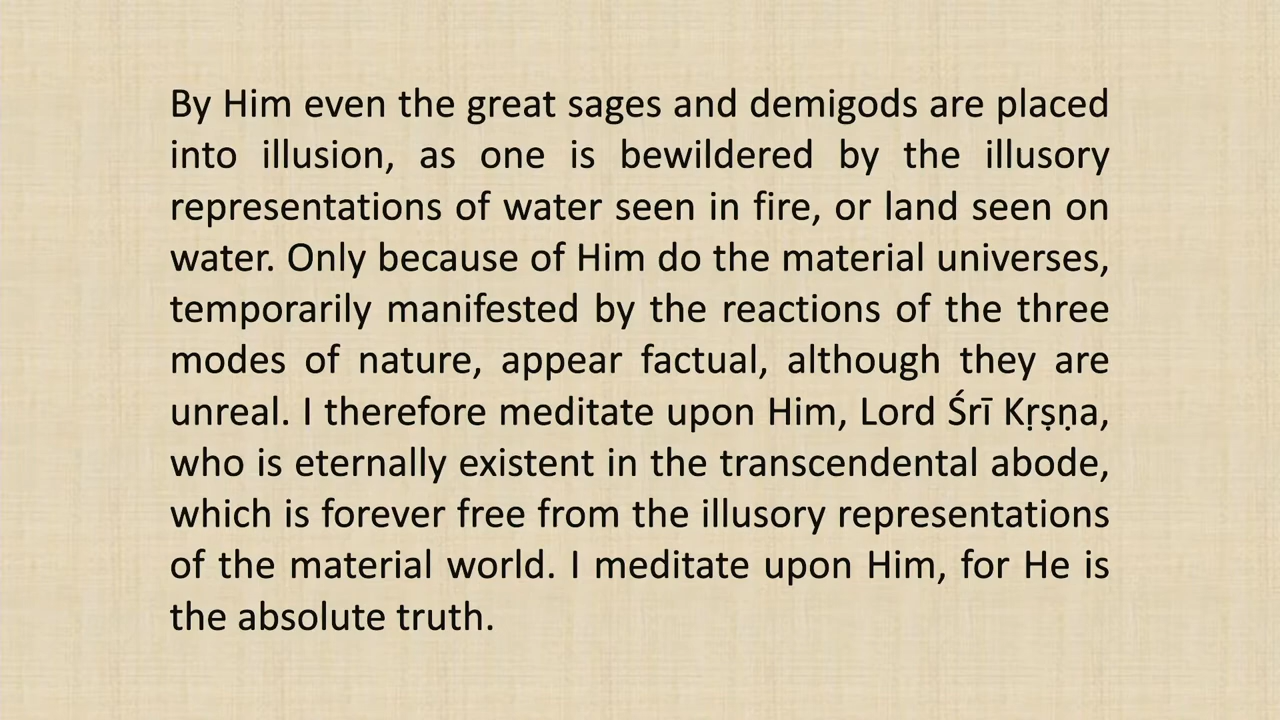 By Him even the great sages and demigods are placed
into illusion, as one is bewildered by the illusory
representations of water seen in fire, or land seen on
water. Only because of Him do the material universes,
temporarily manifested by the reactions of the three
modes of nature, appear factual, although they are
unreal. I therefore meditate upon Him, Lord Śrī Kṛṣṇa,
who is eternally existent in the transcendental abode,
which is forever free from the illusory representations
of the material world. I meditate upon Him, for He is
the absolute truth.